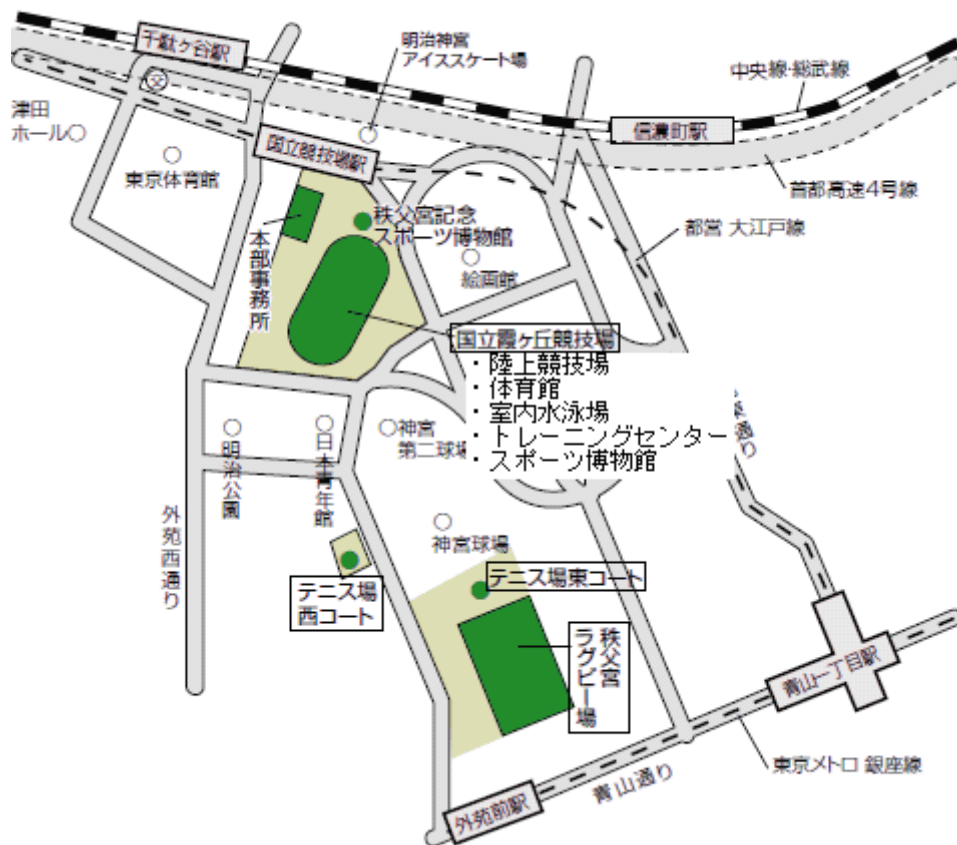 千駄ヶ谷駅
明治神宮
アイススケート場
中央線・総武線
津田
ホール○
信濃町駅
国立競技場駅
東京体育館
首都高速4号線
秩父宮記念
スポーツ博物館
都営 大江戸線
本部事務所
絵画館
国立霞ヶ丘競技場
・陸上競技場
・体育館
・室内水泳場
・トレーニングセンター
・スポーツ博物館
通り
明治公園
日本青年館
神宮
第二球場
外苑西通り
神宮球場
テニス場
西コート
テニス場東コート
秩父宮
ラグビー場
青山一丁目駅
東京メトロ 銀座線
青山通り
外苑前駅